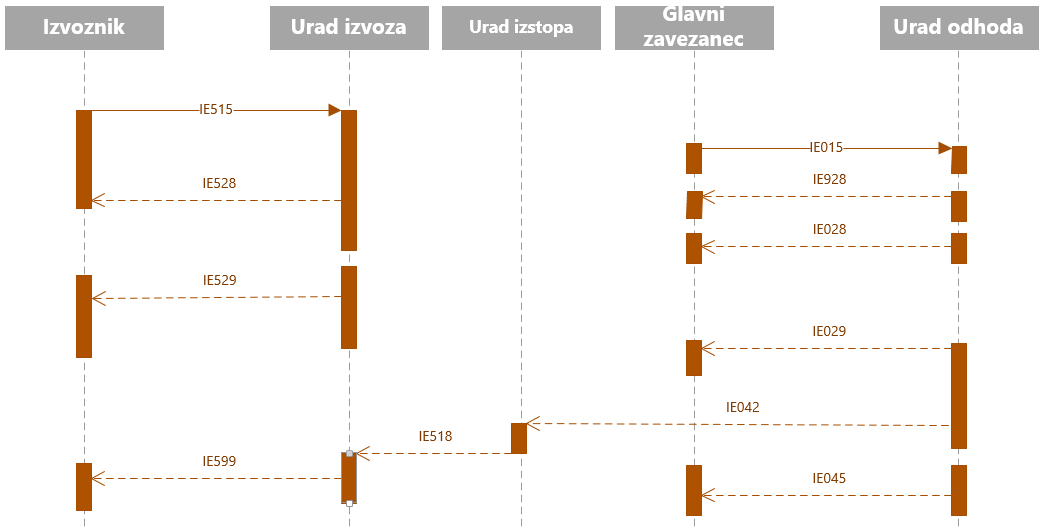 Izvoznik
Urad izvoza
Urad izstopa
Glavni
zavezanec
Urad odhoda
IE515
IE015
IE928
IE528
IE028
IE529
IE029
IE042
IE518
IE599
IE045